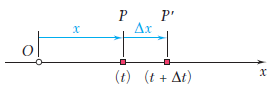 P P'
x Δx
O
(t) (t + Δt) x